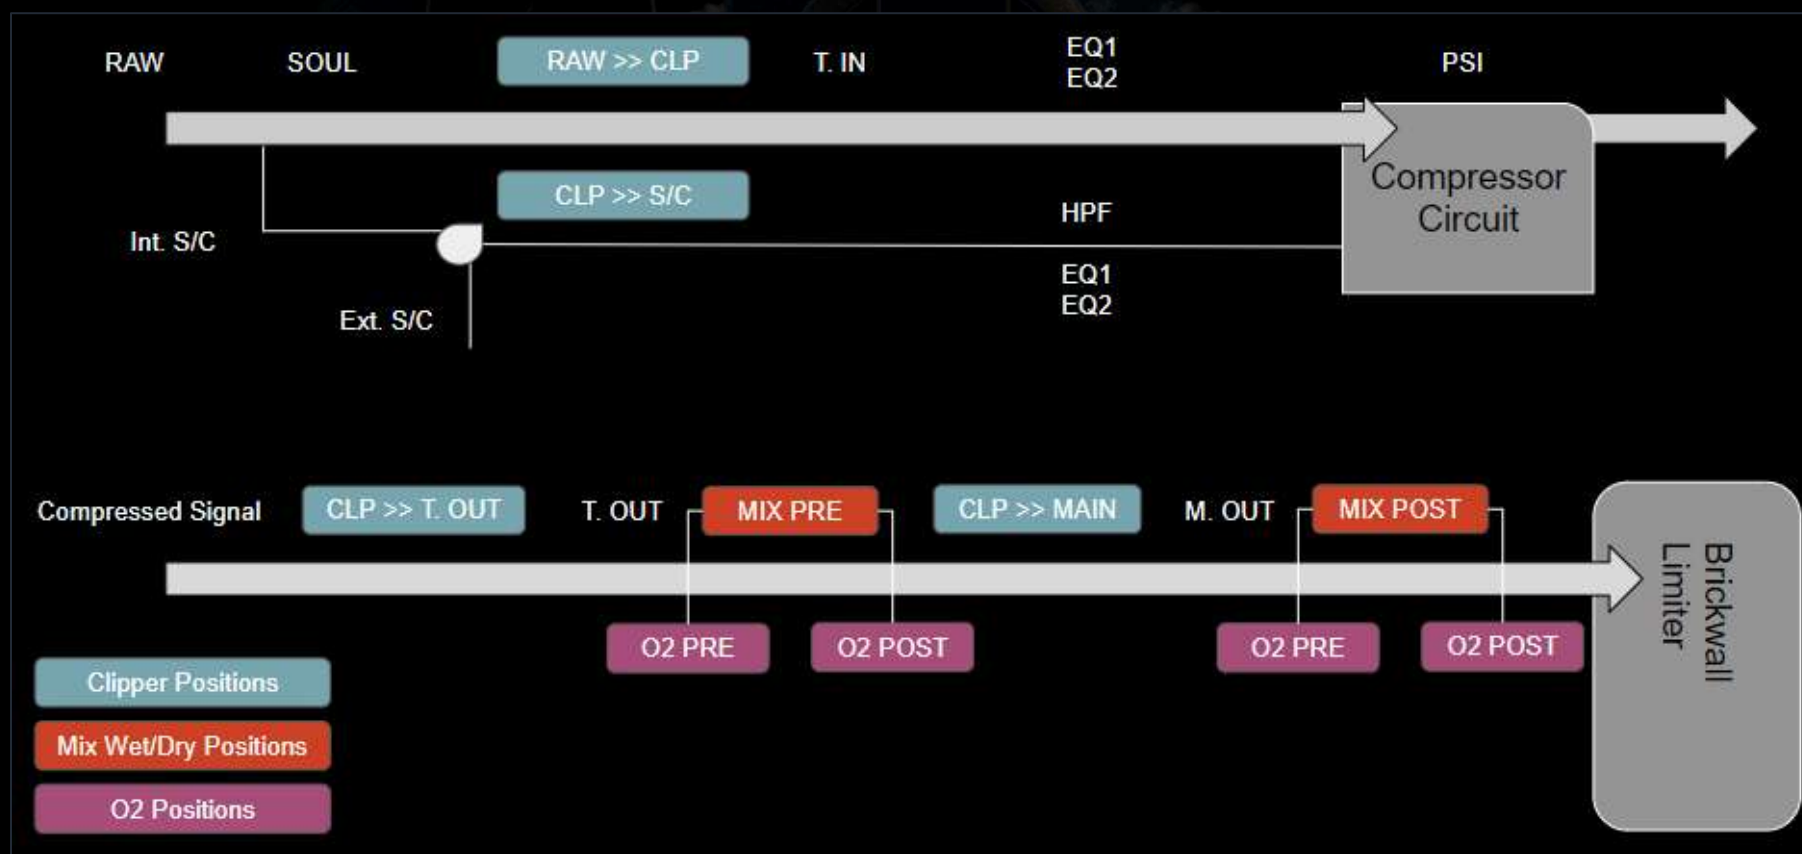 RAW
SOUL
RAW >> CLP
T. IN
EQ1
EQ2
PSI
CLP >> S/C
Compressor
Circuit
HPF
Int. S/C
EQ1
EQ2
Ext. S/C
Compressed Signal
CLP >> T. OUT
T. OUT
MIX PRE
CLP >> MAIN
M. OUT
MIX POST
Brickwall
Limiter
O2 PRE
O2 POST
O2 PRE
O2 POST
Clipper Positions
Mix Wet/Dry Positions
O2 Positions